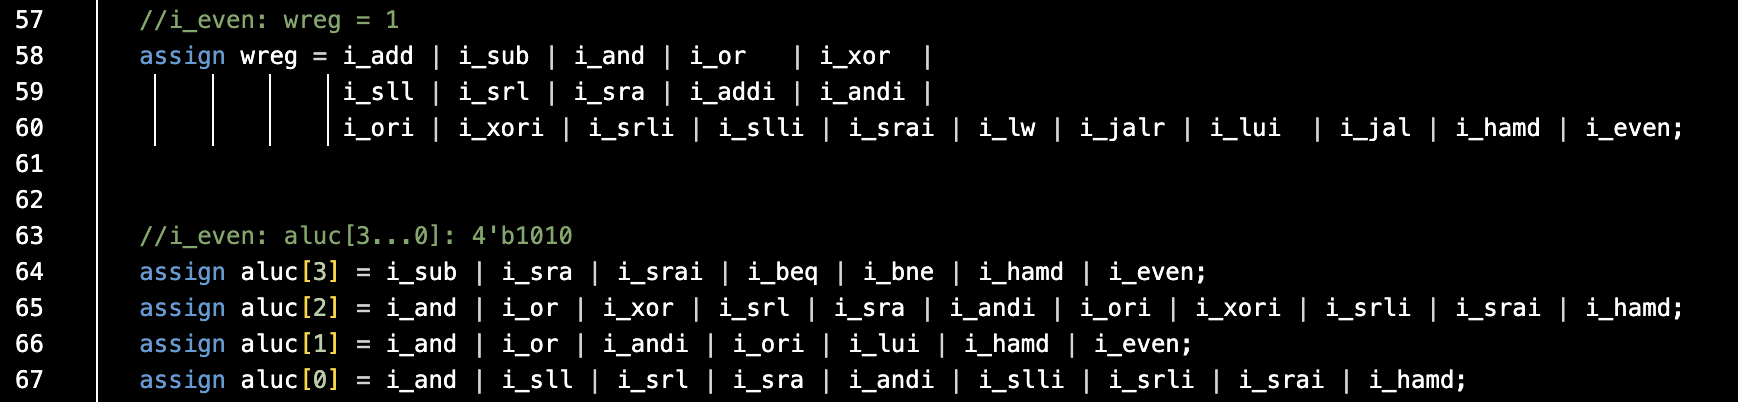 57 //i_even: wreg = 1
58 assign wreg = i_add | i_sub | i_and | i_or   | i_xor  |
59 i_sll | i_srl | i_sra | i_addi | i_andi |
60 i_ori | i_xori | i_srli | i_slli | i_srai | i_lw | i_jalr | i_lui  | i_jal | i_hamd | i_even;
61
62
63 //i_even: aluc[3...0]: 4'b1010
64 assign aluc[3] = i_sub | i_sra | i_srai | i_beq | i_bne | i_hamd | i_even;
65 assign aluc[2] = i_and | i_or | i_xor | i_srl | i_sra | i_andi | i_ori | i_xori | i_srli | i_srai | i_hamd;
66 assign aluc[1] = i_and | i_or | i_andi | i_ori | i_lui | i_hamd | i_even;
67 assign aluc[0] = i_and | i_sll | i_srl | i_sra | i_andi | i_slli | i_srli | i_srai | i_hamd;